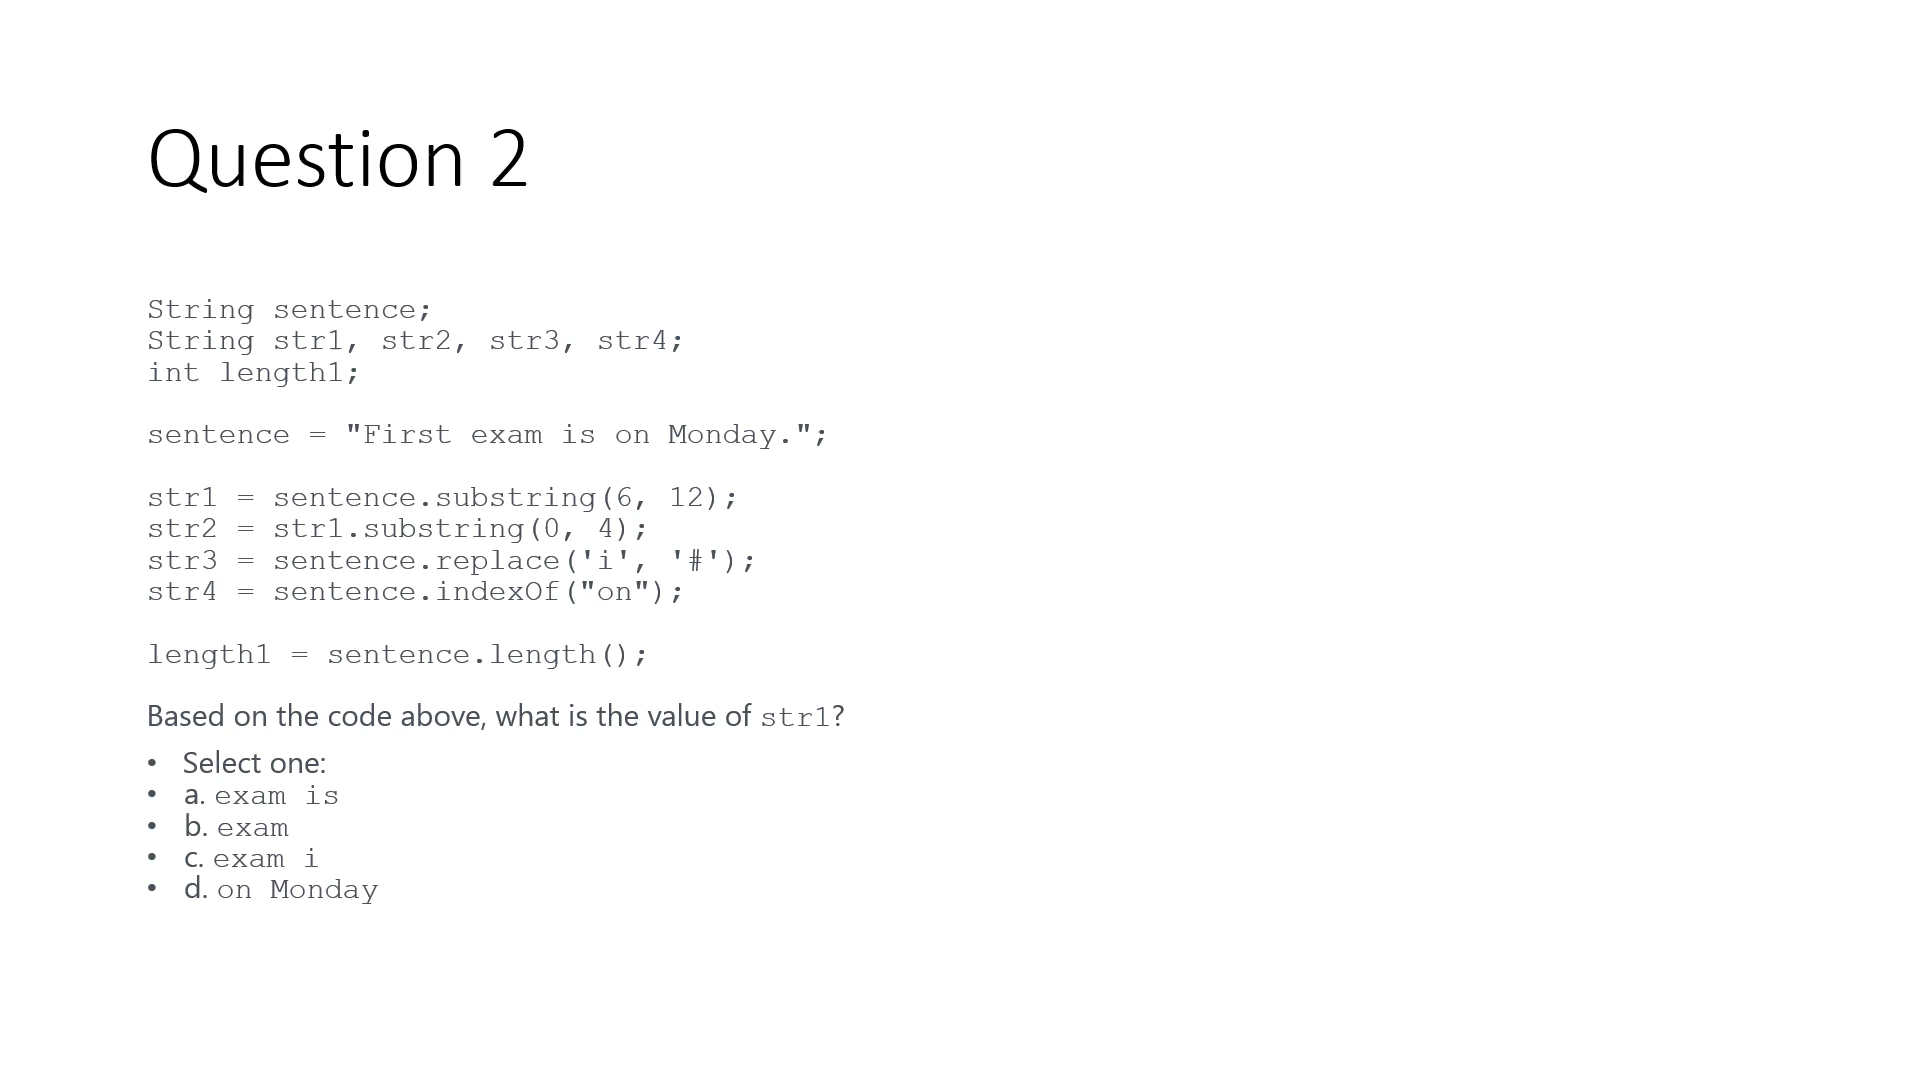 Question 2
String sentence;
String str1, str2, str3, str4;
int length1;
sentence = "First exam is on Monday.";
str1 = sentence.substring(6, 12);
str2 = str1.substring(0, 4);
str3 = sentence.replace('i', '#');
str4 = sentence.indexOf("on");
length1 = sentence.length();
Based on the code above, what is the value of str1?
• Select one:
• a. exam is
• b. exam
• c. exam i
• d. on Monday